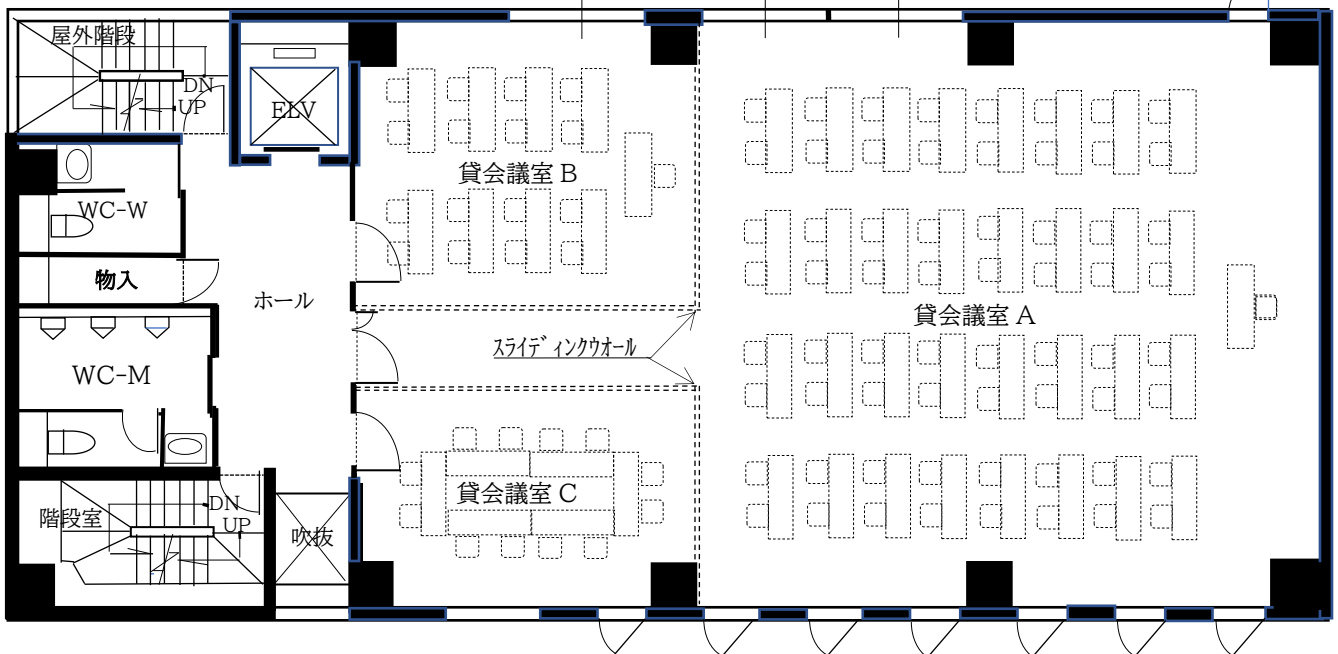 屋外階段
DN
UP
ELV
貸会議室 B
WC-W
物入
ホール
貸会議室 A
スライディンクウオール
WC-M
貸会議室 C
階段室
DN
UP
吹抜